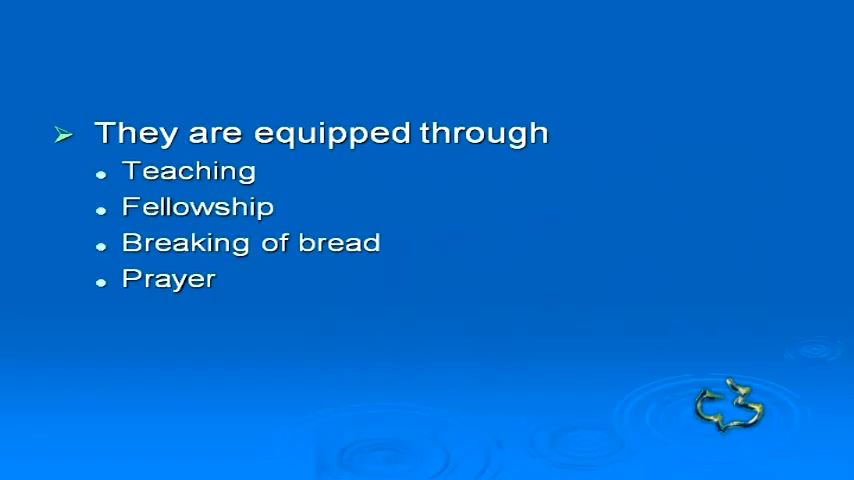 They are equipped through
Teaching
Fellowship
Breaking of bread
Prayer